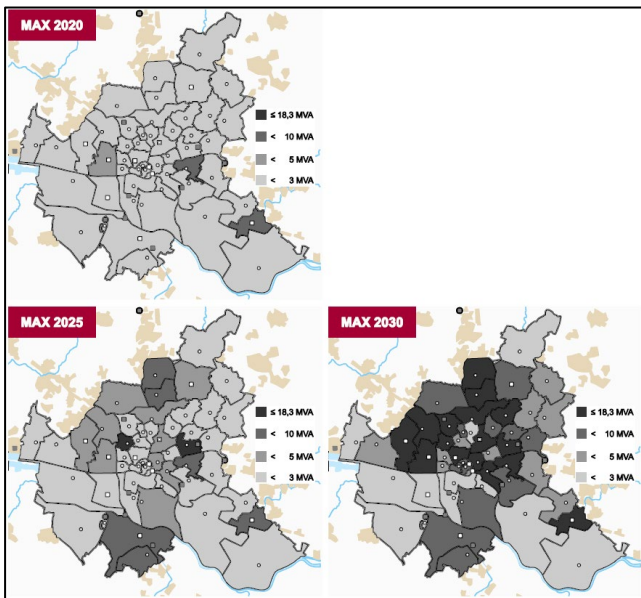 MAX 2020
≤ 18,3 MVA
< 10 MVA
< 5 MVA
< 3 MVA
MAX 2025
≤ 18,3 MVA
< 10 MVA
< 5 MVA
< 3 MVA
MAX 2030
≤ 18,3 MVA
< 10 MVA
< 5 MVA
< 3 MVA